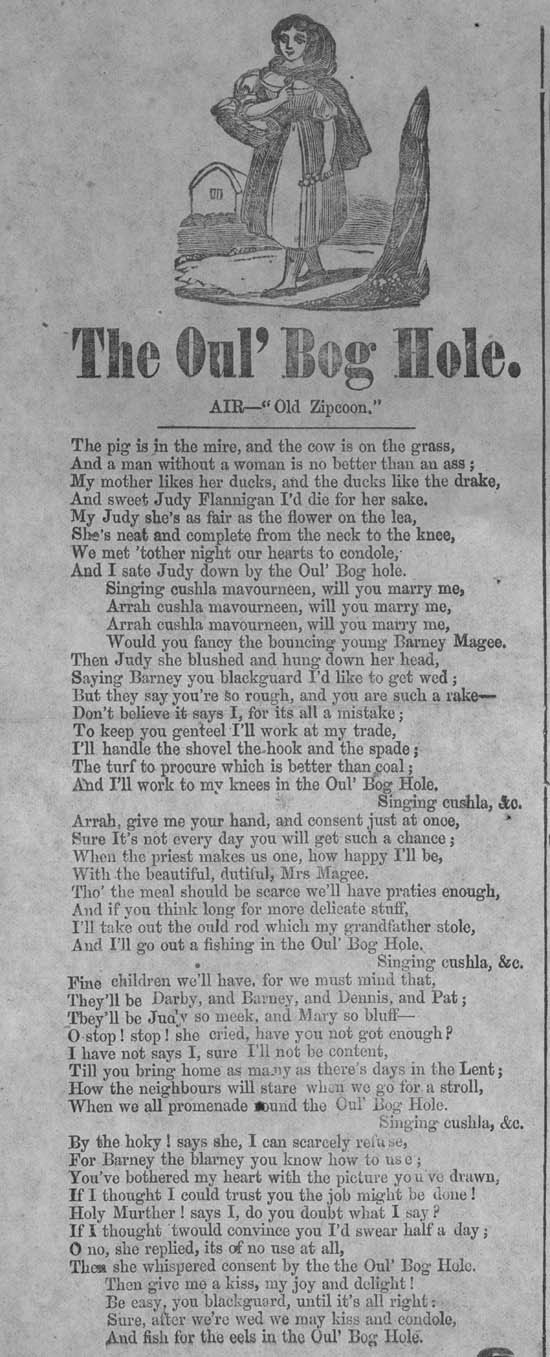 The Oul' Bog Hole.
AIR—“Old Zipcoon.”
The pig is in the mire, and the cow is on the grass,
And a man without a woman is no better than an ass ;
My mother likes her ducks, and the ducks like the drake,
And sweet Judy Flannigan I'd die for her sake.
My Judy she's as fair as the flower on the lea,
She's neat and complete from the neck to the knee,
We met 'tother night our hearts to condole,
And I sate Judy down by the Oul' Bog hole.
Singing cushla mavourneen, will you marry me,
Arrah cushla mavourneen, will you marry me,
Arrah cushla mavourneen, will you marry me,
Would you fancy the bouncing young Barney Magee.
Then Judy she blushed and hung down her head,
Saying Barney you blackguard I'd like to get wed ;
But they say you're so rough, and you are such a rake—
Don't believe it says I, for its all a mistake ;
To keep you genteel I'll work at my trade,
I'll handle the shovel the hook and the spade ;
The turf to procure which is better than coal ;
And I'll work to my knees in the Oul' Bog Hole.
Singing cushla, &c.
Arrah, give me your hand, and consent just at once,
Sure It's not every day you will get such a chance ;
When the priest makes us one, how happy I'll be,
With the beautiful, dutiful, Mrs Magee.
Tho' the meal should be scarce we'll have praties enough,
And if you think long for more delicate stuff,
I'll take out the ould rod which my grandfather stole,
And I'll go out a fishing in the Oul' Bog Hole.
Singing cushla, &c.
Fine children we'll have, for we must mind that,
They'll be Darby, and Barney, and Dennis, and Pat ;
They'll be Judy so meek, and Mary so bluff—
O stop ! stop ! she cried, have you not got enough ?
I have not says I, sure I'll not be content,
Till you bring home as many as there's days in the Lent ;
How the neighbours will stare when we go for a stroll,
When we all promenade round the Oul' Bog Hole.
Singing cushla, &c.
By the hoky ! says she, I can scarcely refuse,
For Barney the blarney you know how to use ;
You've bothered my heart with the picture you've drawn,
If I thought I could trust you the job might be done !
Holy Murther ! says I, do you doubt what I say ?
If I thought 'twould convince you I'd swear half a day ;
O no, she replied, its of no use at all,
Then she whispered consent by the the Oul' Bog Hole.
Then give me a kiss, my joy and delight !
Be easy, you blackguard, until it's all right :
Sure, after we're wed we may kiss and condole,
And fish for the eels in the Oul' Bog Hole.